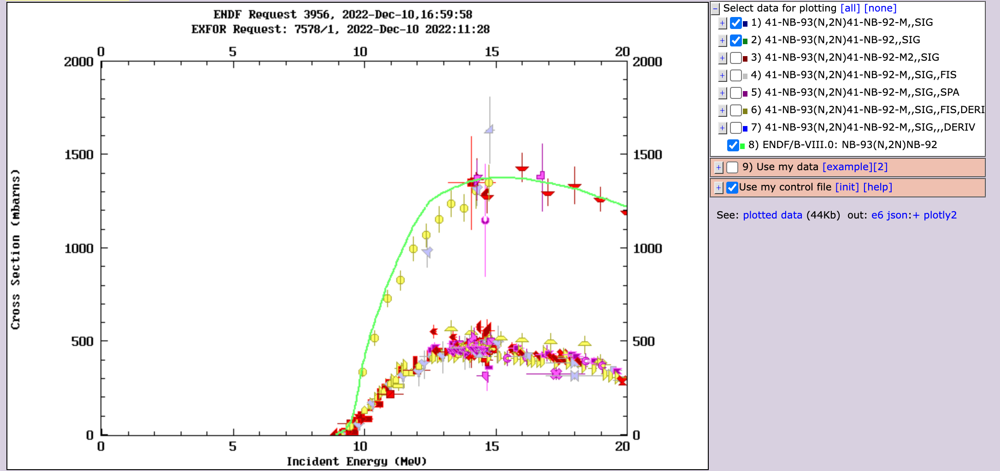 ENDF Request 3956, 2022-Dec-10,16:59:58
EXFOR Request: 7578/1, 2022-Dec-10 2022:11:28
0 5 10 15 20
2000 2000
1500 1500
1000 1000
500 500
0 0
0 5 10 15 20
Cross Section (mbarns)
Incident Energy (MeV)
Select data for plotting [all] [none]
1) 41-NB-93(N,2N)41-NB-92-M,,SIG
2) 41-NB-93(N,2N)41-NB-92,,SIG
3) 41-NB-93(N,2N)41-NB-92-M2,,SIG
4) 41-NB-93(N,2N)41-NB-92-M,,SIG,,FIS
5) 41-NB-93(N,2N)41-NB-92-M,,SIG,,SPA
6) 41-NB-93(N,2N)41-NB-92-M,,SIG,,FIS,DERI
7) 41-NB-93(N,2N)41-NB-92-M,,SIG,,,DERIV
8) ENDF/B-VIII.0: NB-93(N,2N)NB-92
9) Use my data [example][2]
Use my control file [init] [help]
See: plotted data (44Kb) out: e6 json:+ plotly2